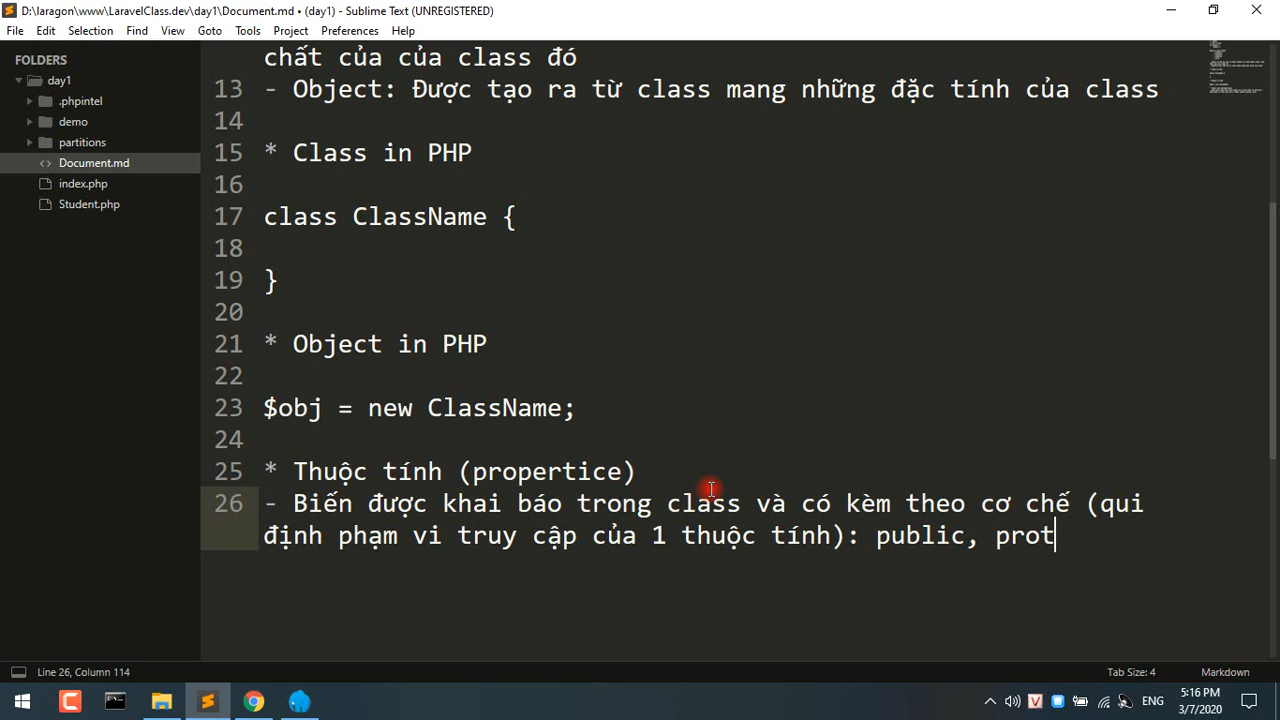 D:\laragon\www\LaravelClass.dev\day1\Document.md • (day1) - Sublime Text (UNREGISTERED)
File Edit Selection Find View Goto Tools Project Preferences Help
FOLDERS
day1
.phpintel
demo
partitions
Document.md
index.php
Student.php
chất của của class đó
13 - Object: Được tạo ra từ class mang những đặc tính của class
14
15 * Class in PHP
16
17 class ClassName {
18
19 }
20
21 * Object in PHP
22
23 $obj = new ClassName;
24
25 * Thuộc tính (propertice)
26 - Biến được khai báo trong class và có kèm theo cơ chế (qui
định phạm vi truy cập của 1 thuộc tính): public, prot
Line 26, Column 114
Tab Size: 4
Markdown
ENG
5:16 PM
3/7/2020